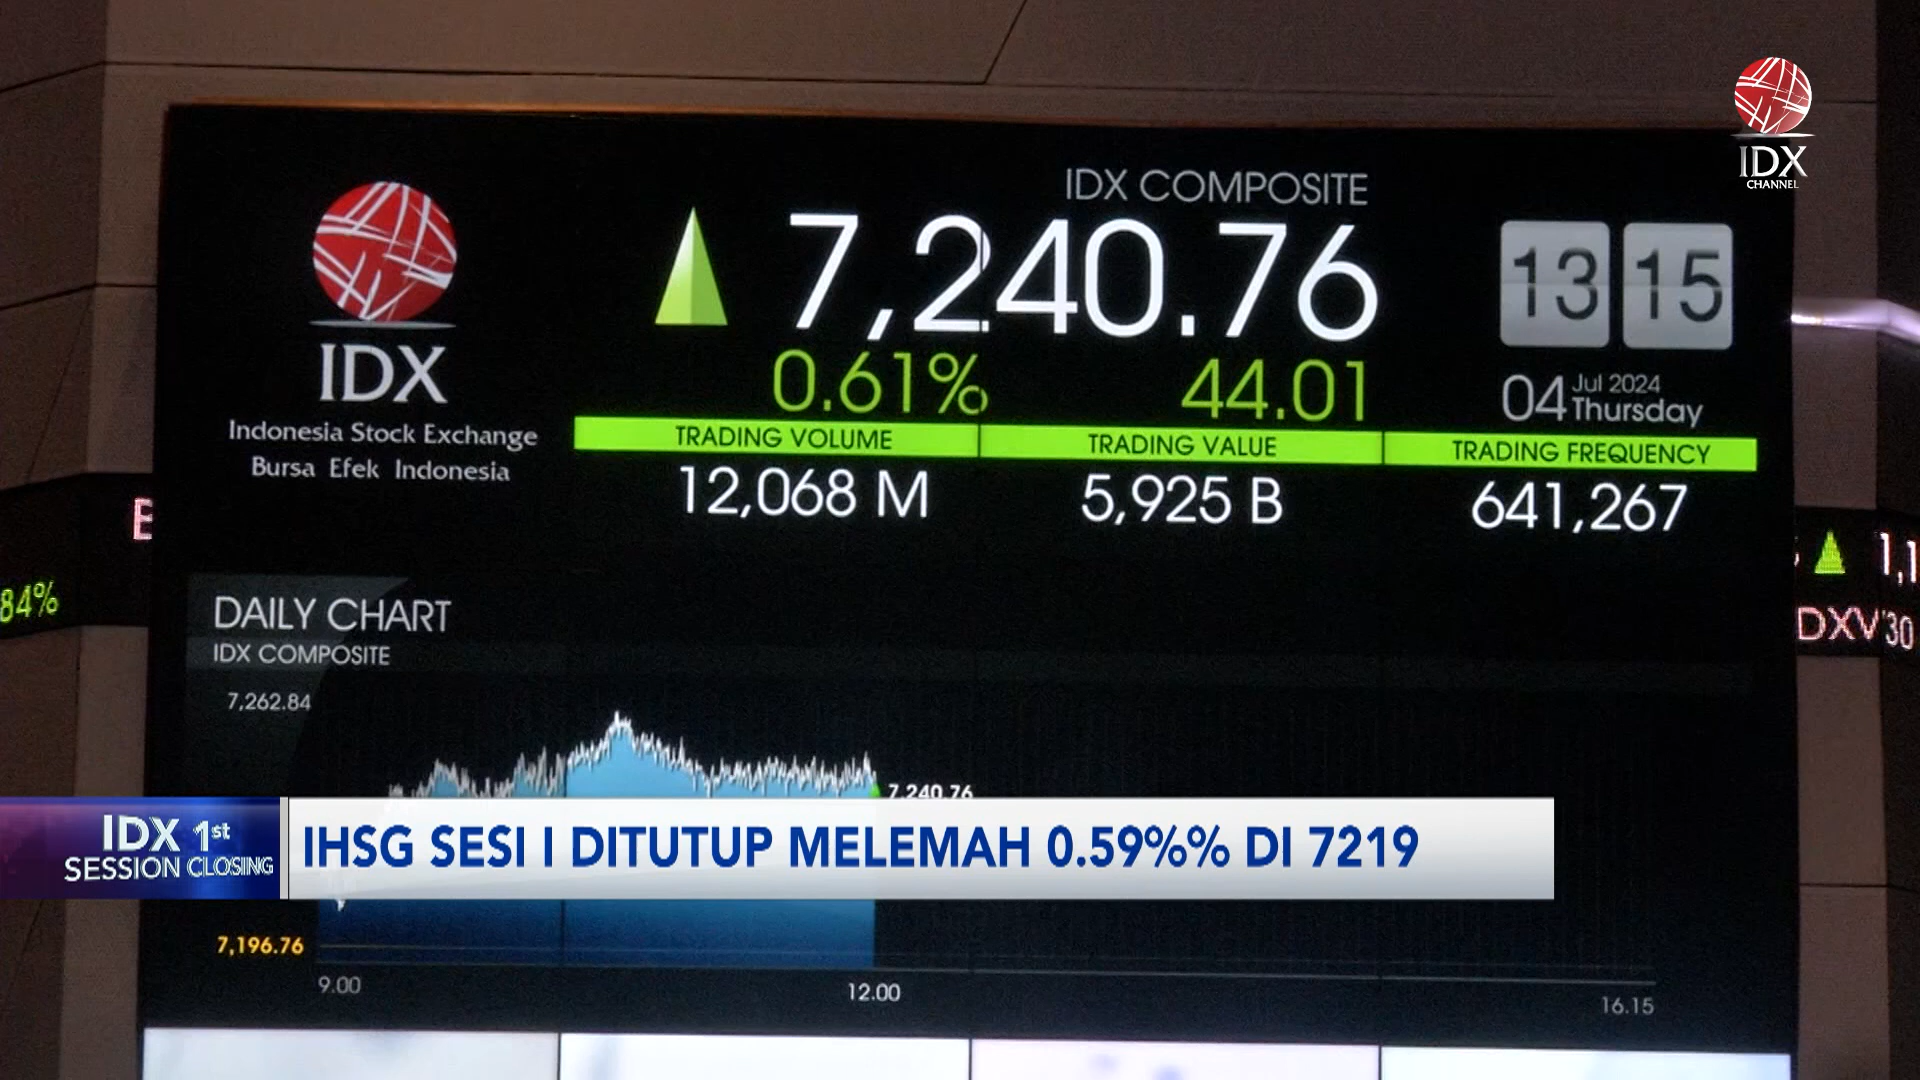 IDX
CHANNEL
IDX COMPOSITE
7,240.76
13 15
0.61% 44.01
04 Jul 2024
Thursday
IDX
Indonesia Stock Exchange
Bursa Efek Indonesia
TRADING VOLUME TRADING VALUE TRADING FREQUENCY
12,068 M 5,925 B 641,267
84%
1,1
DXV30
DAILY CHART
IDX COMPOSITE
7,262.84
7,240.76
IDX 1st
SESSION CLOSING
IHSG SESI I DITUTUP MELEMAH 0.59%% DI 7219
7,196.76
9.00 12.00 16.15